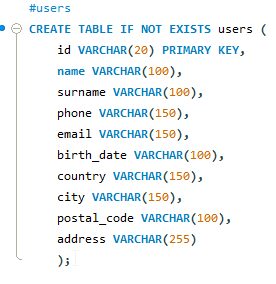 #users
CREATE TABLE IF NOT EXISTS users (
id VARCHAR(20) PRIMARY KEY,
name VARCHAR(100),
surname VARCHAR(100),
phone VARCHAR(150),
email VARCHAR(150),
birth_date VARCHAR(100),
country VARCHAR(150),
city VARCHAR(150),
postal_code VARCHAR(100),
address VARCHAR(255)
);